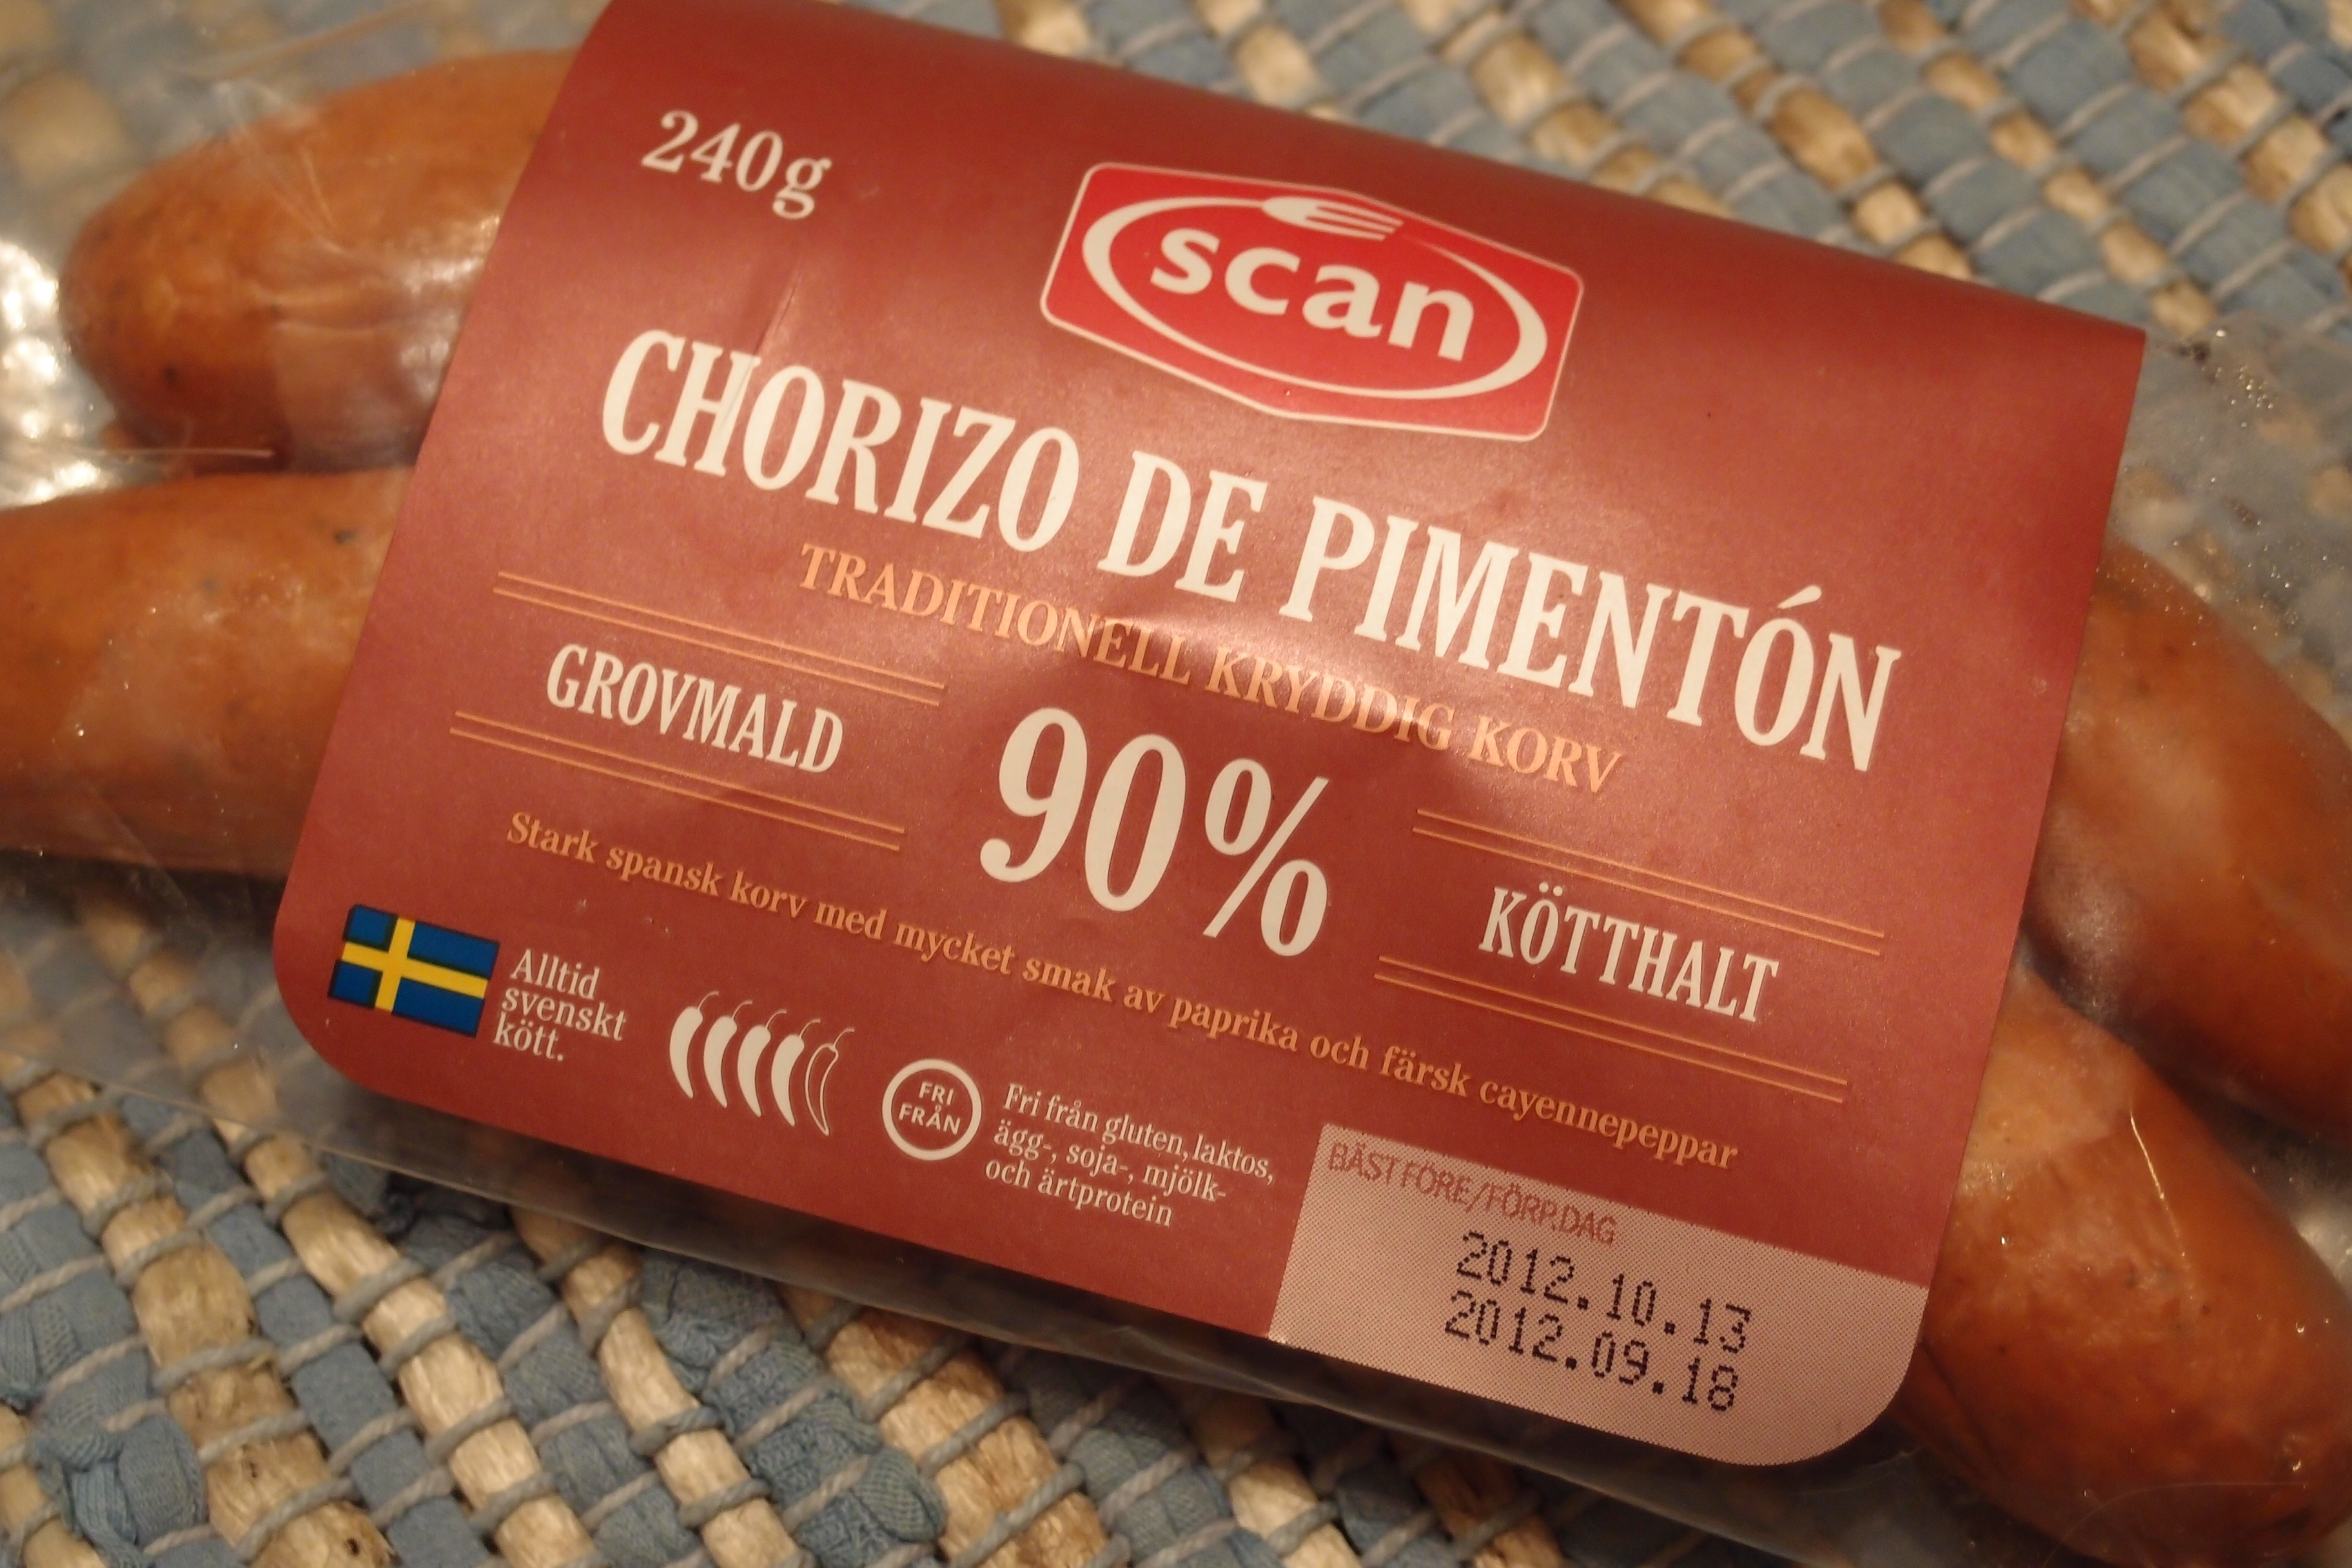 240g
scan
CHORIZO DE PIMENTÓN
TRADITIONELL KRYDDIG KORV
GROVMALD
90%
KÖTTHALT
Stark spansk korv med mycket smak av paprika och färsk cayennepeppar
Alltid
svenskt
kött.
FRI
FRÅN
Fri från gluten, laktos,
ägg-, soja-, mjölk-
och ärtprotein
BÄST FÖRE/FÖRP.DAG
2012.10.13
2012.09.18